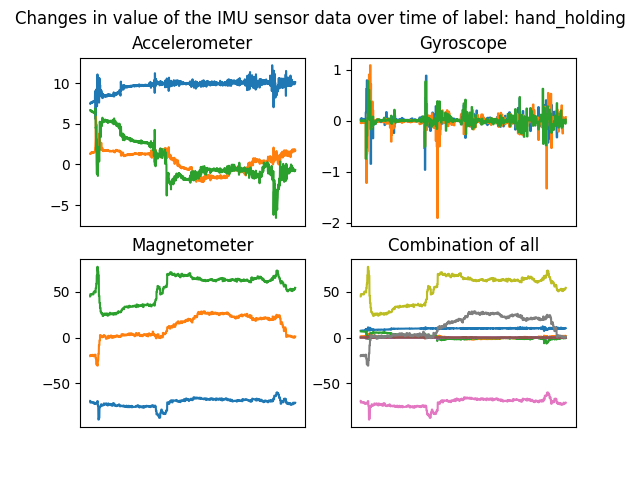 Changes in value of the IMU sensor data over time of label: hand_holding
Accelerometer
Gyroscope
10
5
0
−5
1
0
−1
−2
Magnetometer
Combination of all
50
0
−50
50
0
−50